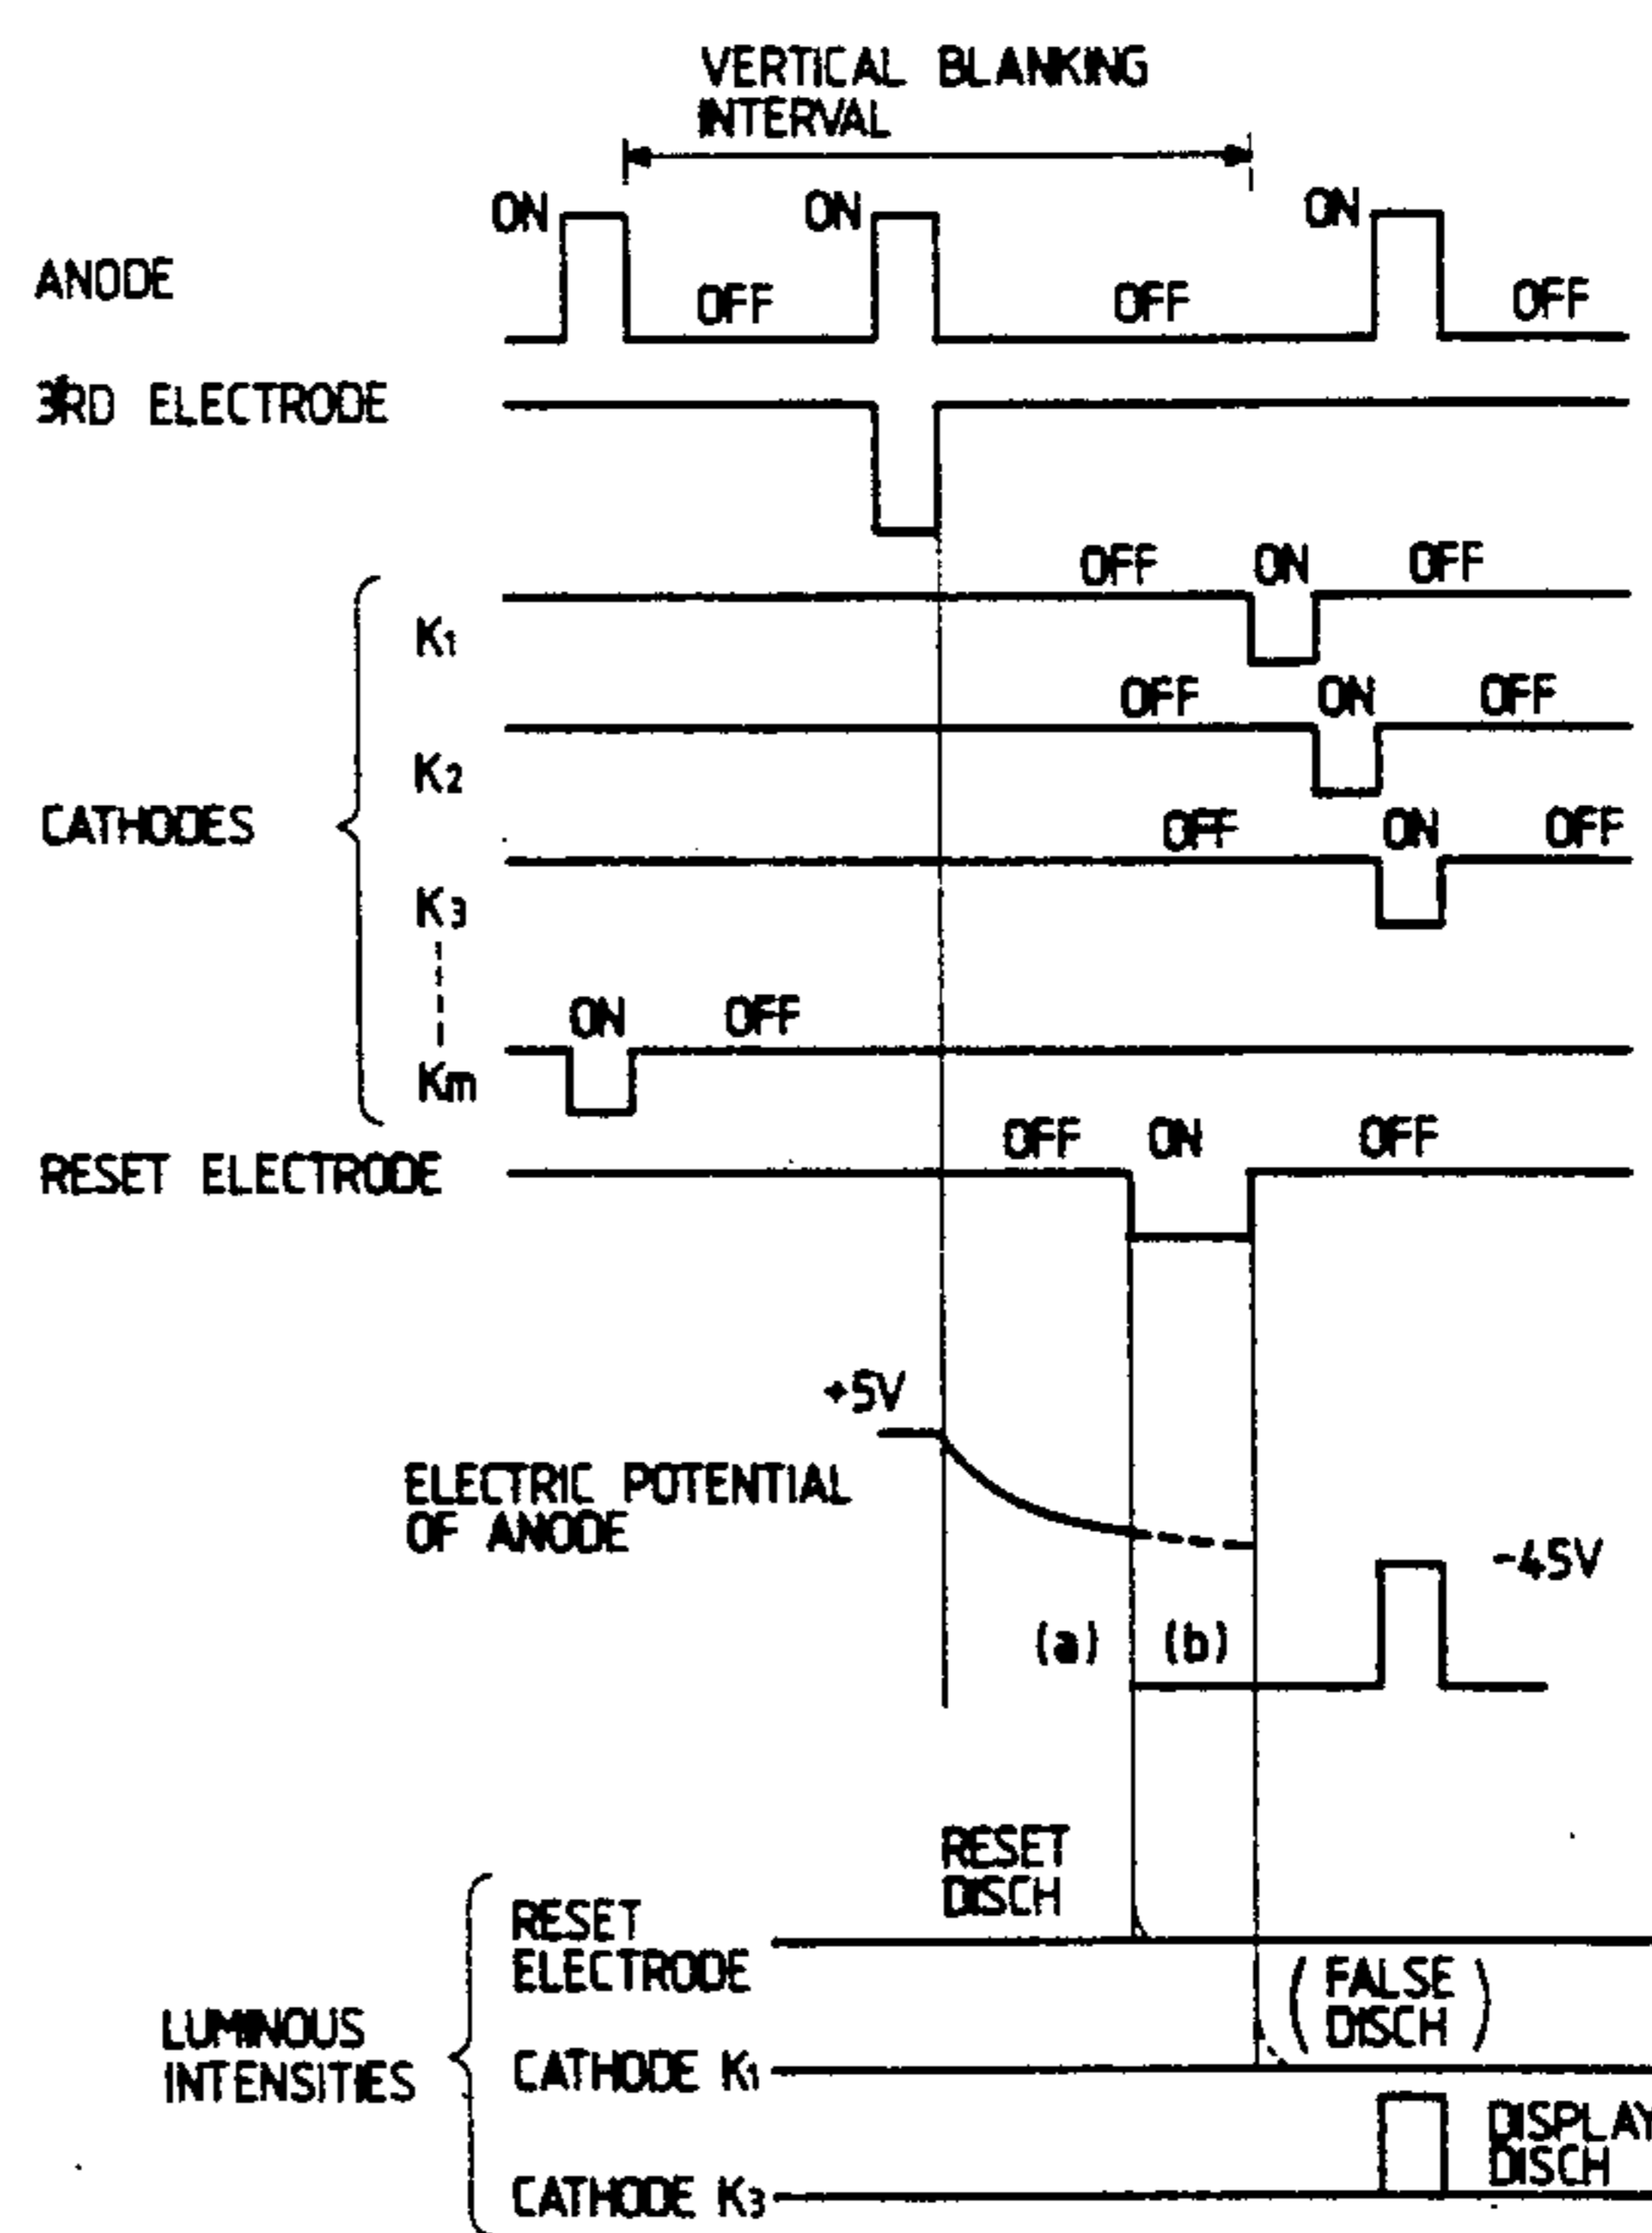 VERTICAL BLANKING
INTERVAL
ON ON ON
ANODE
OFF OFF OFF
3RD ELECTRODE
OFF ON OFF
K1
OFF ON OFF
K2
CATHODES
OFF ON OFF
K3
ON OFF
Km
OFF ON OFF
RESET ELECTRODE
+5V
ELECTRIC POTENTIAL
OF ANODE
-45V
(a) (b)
RESET
DISCH
RESET
ELECTRODE
(FALSE
DISCH)
LUMINOUS
INTENSITIES
CATHODE K1
DISPLAY
DISCH
CATHODE K3